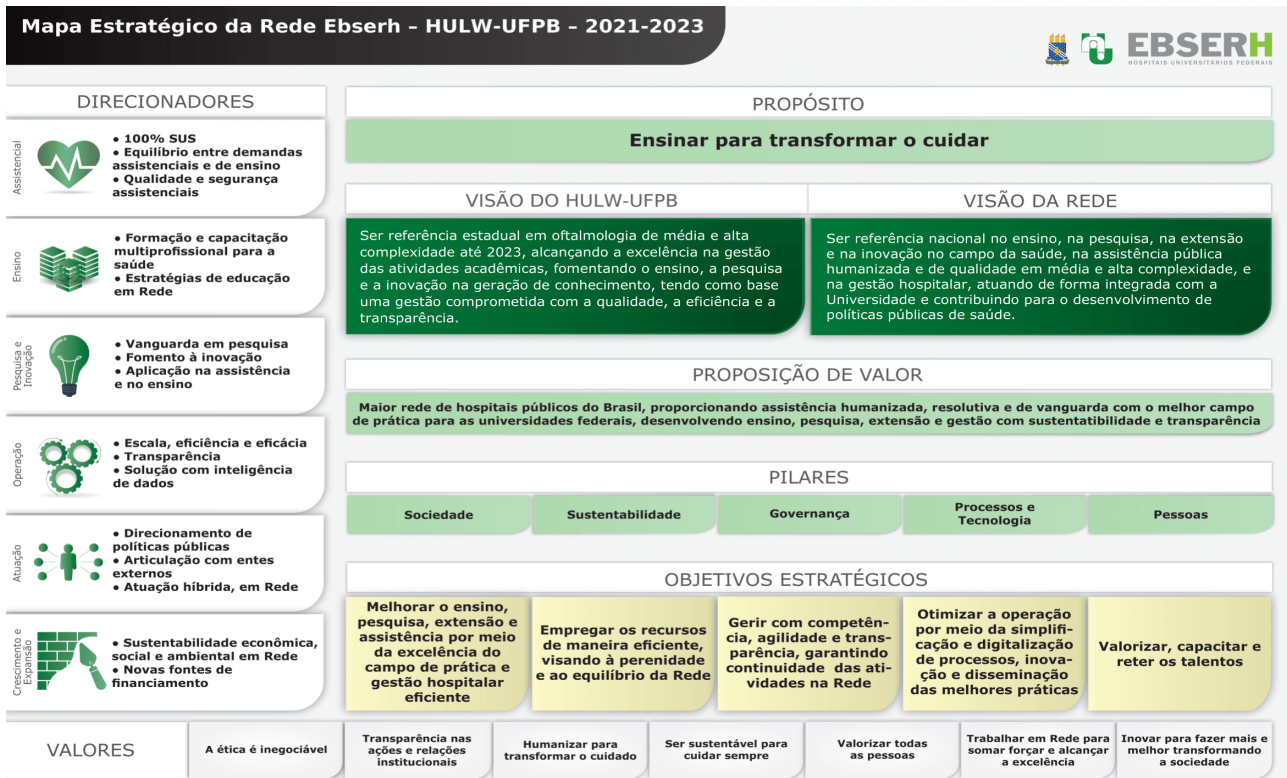 Mapa Estratégico da Rede Ebserh – HULW-UFPB – 2021-2023
EBSERH
HOSPITAIS UNIVERSITÁRIOS FEDERAIS
DIRECIONADORES
Assistencial
• 100% SUS
• Equilíbrio entre demandas
assistenciais e de ensino
• Qualidade e segurança
assistenciais
Ensino
• Formação e capacitação
multiprofissional para a
saúde
• Estratégias de educação
em Rede
Pesquisa e
Inovação
• Vanguarda em pesquisa
• Fomento à inovação
• Aplicação na assistência
e no ensino
Operação
• Escala, eficiência e eficácia
• Transparência
• Solução com inteligência
de dados
Atuação
• Direcionamento de
políticas públicas
• Articulação com entes
externos
• Atuação híbrida, em Rede
Crescimento e
Expansão
• Sustentabilidade econômica,
social e ambiental em Rede
• Novas fontes de
financiamento
PROPÓSITO
Ensinar para transformar o cuidar
VISÃO DO HULW-UFPB
Ser referência estadual em oftalmologia de média e alta
complexidade até 2023, alcançando a excelência na gestão
das atividades acadêmicas, fomentando o ensino, a pesquisa
e a inovação na geração de conhecimento, tendo como base
uma gestão comprometida com a qualidade, a eficiência e a
transparência.
VISÃO DA REDE
Ser referência nacional no ensino, na pesquisa, na extensão
e na inovação no campo da saúde, na assistência pública
humanizada e de qualidade em média e alta complexidade, e
na gestão hospitalar, atuando de forma integrada com a
Universidade e contribuindo para o desenvolvimento de
políticas públicas de saúde.
PROPOSIÇÃO DE VALOR
Maior rede de hospitais públicos do Brasil, proporcionando assistência humanizada, resolutiva e de vanguarda com o melhor campo
de prática para as universidades federais, desenvolvendo ensino, pesquisa, extensão e gestão com sustentatibilidade e transparência
PILARES
Sociedade
Sustentabilidade
Governança
Processos e
Tecnologia
Pessoas
OBJETIVOS ESTRATÉGICOS
Melhorar o ensino,
pesquisa, extensão e
assistência por meio
da excelência do
campo de prática e
gestão hospitalar
eficiente
Empregar os recursos
de maneira eficiente,
visando à perenidade
e ao equilíbrio da Rede
Gerir com competên-
cia, agilidade e trans-
parência, garantindo
continuidade das ati-
vidades na Rede
Otimizar a operação
por meio da simplifi-
cação e digitalização
de processos, inova-
ção e disseminação
das melhores práticas
Valorizar, capacitar e
reter os talentos
VALORES
A ética é inegociável
Transparência nas
ações e relações
institucionais
Humanizar para
transformar o cuidado
Ser sustentável para
cuidar sempre
Valorizar todas
as pessoas
Trabalhar em Rede para
somar forçar e alcançar
a excelência
Inovar para fazer mais e
melhor transformando
a sociedade